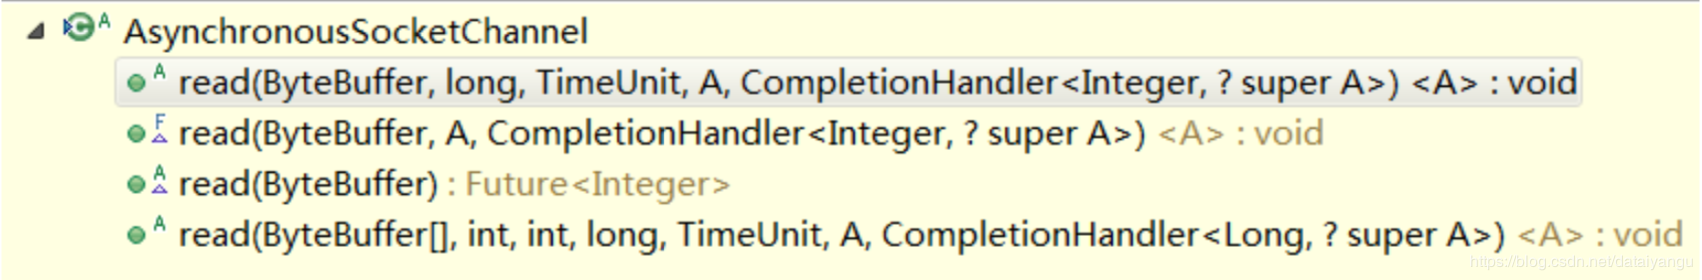 AsynchronousSocketChannel
read(ByteBuffer, long, TimeUnit, A, CompletionHandler<Integer, ? super A>) <A> : void
read(ByteBuffer, A, CompletionHandler<Integer, ? super A>) <A> : void
read(ByteBuffer) : Future<Integer>
read(ByteBuffer[], int, int, long, TimeUnit, A, CompletionHandler<Long, ? super A>) <A> : void
https://blog.csdn.net/dataiyangu